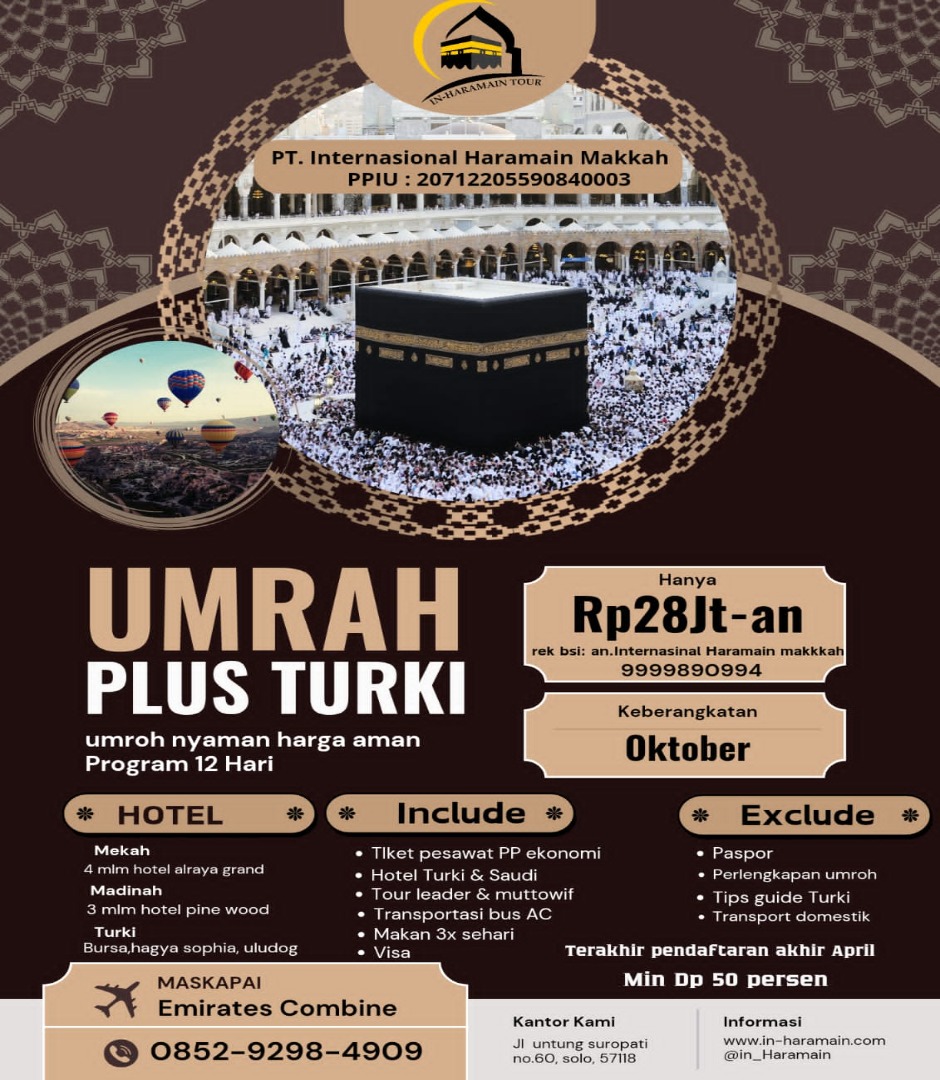 IN-HARAMAIN TOUR
PT. Internasional Haramain Makkah
PPIU : 20712205590840003
UMRAH
PLUS TURKI
umroh nyaman harga aman
Program 12 Hari
Hanya
Rp28Jt-an
rek bsi: an.Internasinal Haramain makkkah
9999890994
Keberangkatan
Oktober
HOTEL
Mekah
4 mlm hotel alraya grand
Madinah
3 mlm hotel pine wood
Turki
Bursa,hagya sophia, uludog
Include
• TIket pesawat PP ekonomi
• Hotel Turki & Saudi
• Tour leader & muttowif
• Transportasi bus AC
• Makan 3x sehari
• Visa
Exclude
• Paspor
• Perlengkapan umroh
• Tips guide Turki
• Transport domestik
Terakhir pendaftaran akhir April
Min Dp 50 persen
MASKAPAI
Emirates Combine
0852-9298-4909
Kantor Kami
Jl untung suropati
no.60, solo, 57118
Informasi
www.in-haramain.com
@in_Haramain